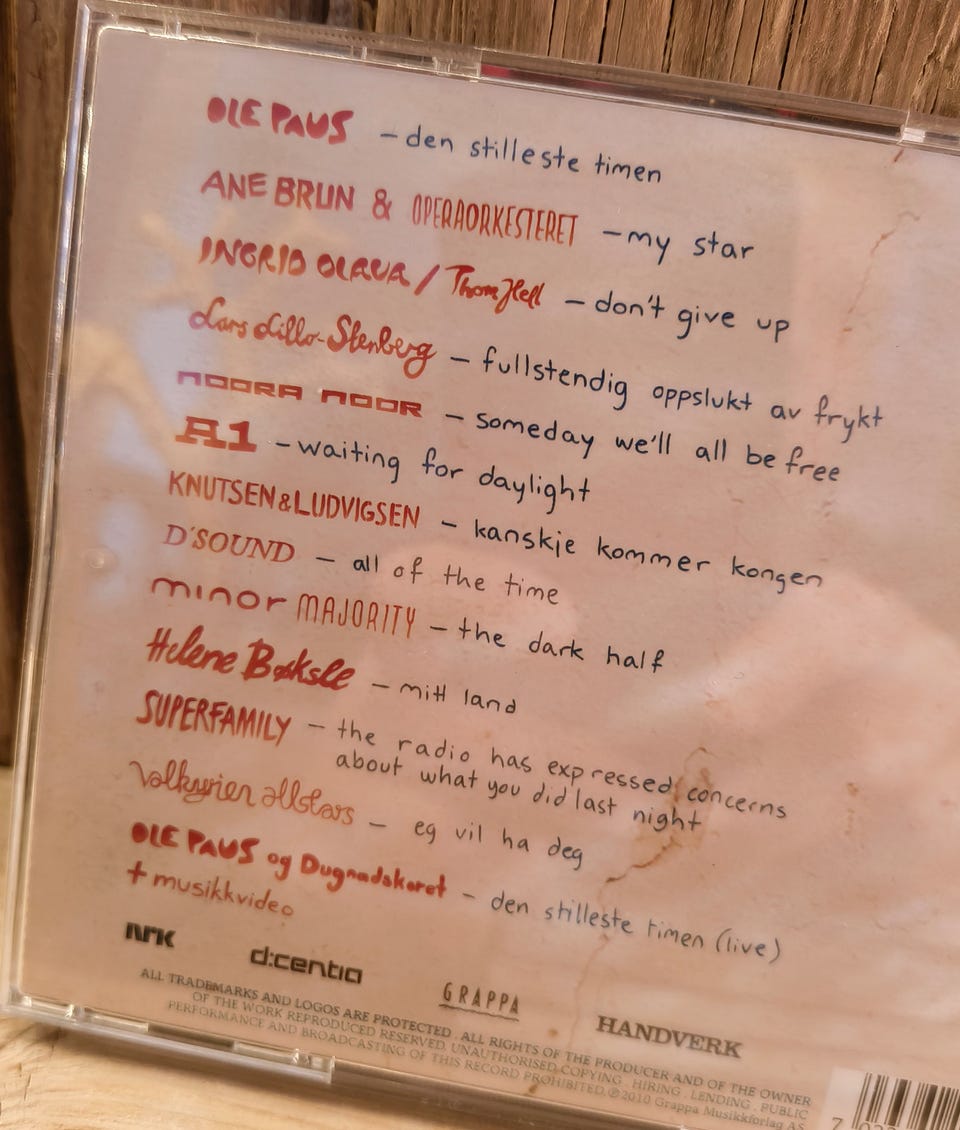 OLE PAUS – den stilleste timen
ANE BRUN & OPERAORKESTERET – my star
INGRID OLAVA / Thom Hell – don't give up
Lars Lillo-Stenberg – fullstendig oppslukt av frykt
NOORA NOOR – someday we'll all be free
A1 – waiting for daylight
KNUTSEN & LUDVIGSEN – kanskje kommer kongen
D'SOUND – all of the time
minor MAJORITY – the dark half
Helene Bøksle – mitt land
SUPERFAMILY – the radio has expressed concerns
about what you did last night
Valkyrien allstars – eg vil ha deg
OLE PAUS og Dugnadskoret – den stilleste timen (live)
+ musikkvideo
NRK d:centia GRAPPA HANDVERK
ALL TRADEMARKS AND LOGOS ARE PROTECTED. ALL RIGHTS OF THE PRODUCER AND OF THE OWNER
OF THE WORK REPRODUCED RESERVED. UNAUTHORISED COPYING. HIRING. LENDING. PUBLIC
PERFORMANCE AND BROADCASTING OF THIS RECORD PROHIBITED. ℗ 2010 Grappa Musikkforlag AS
7